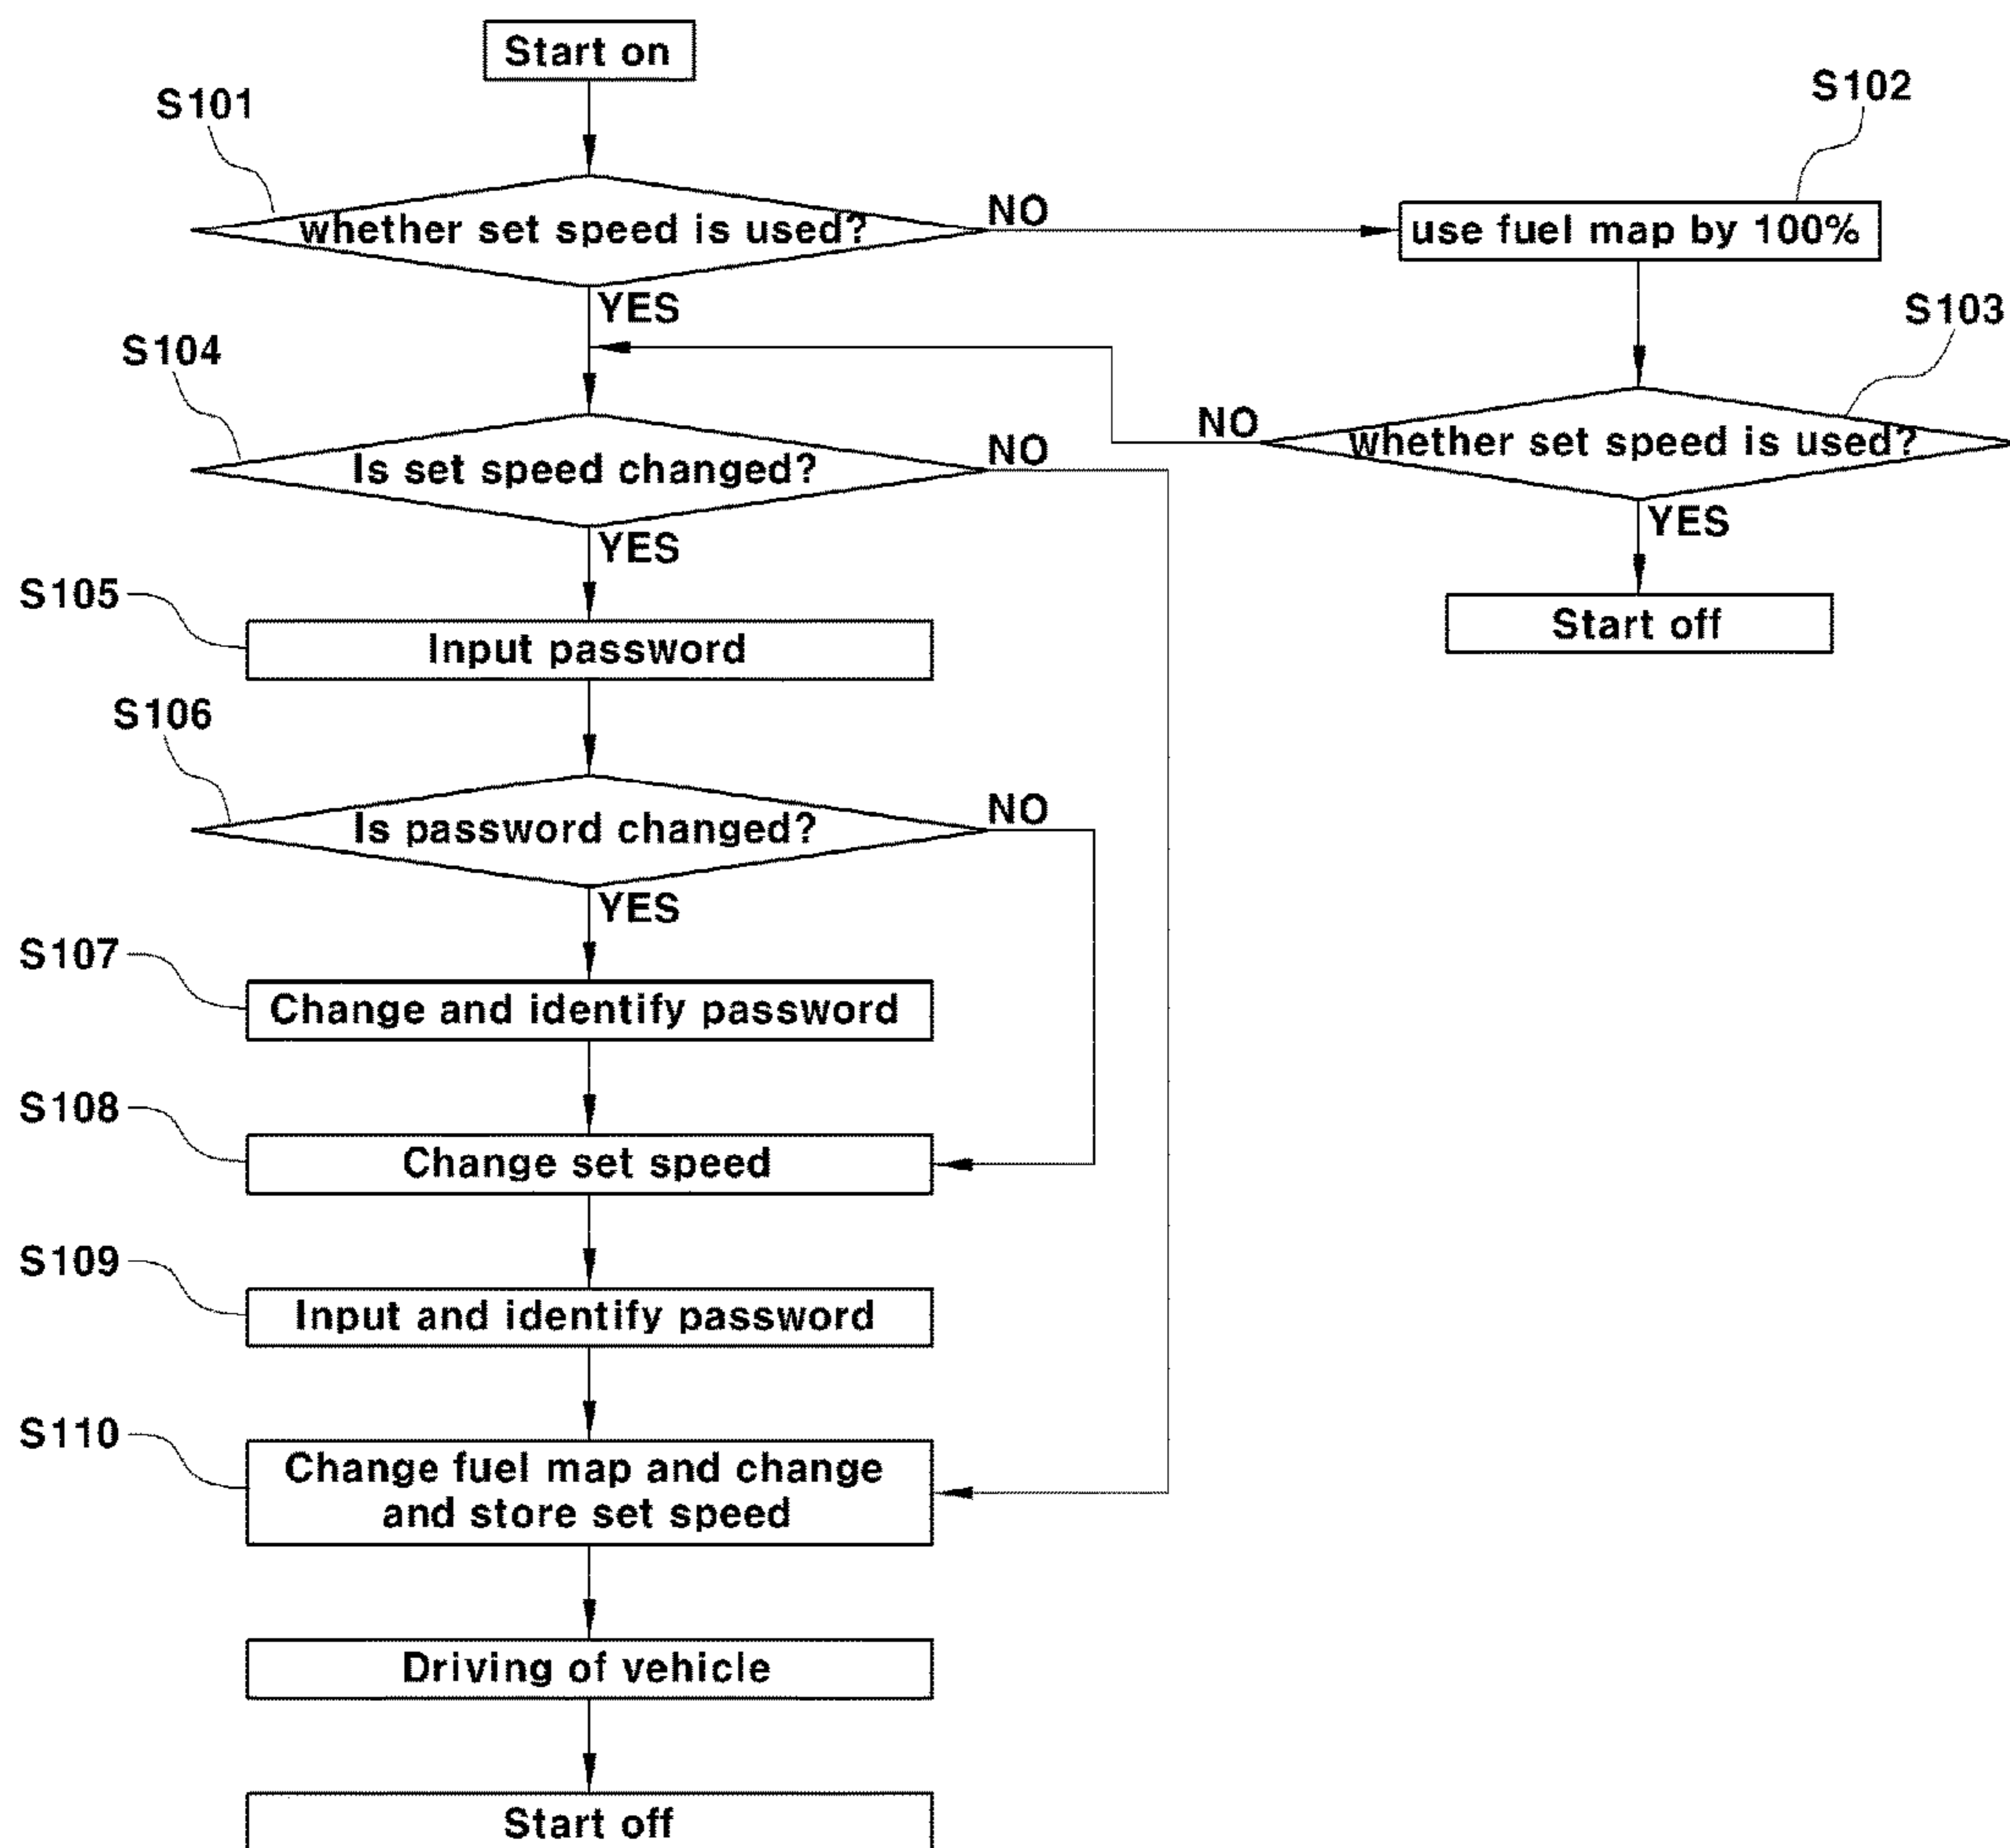 Start on
S101
S102
whether set speed is used?
NO
use fuel map by 100%
YES
S103
S104
Is set speed changed?
NO
NO
whether set speed is used?
YES
YES
S105
Input password
Start off
S106
Is password changed?
NO
YES
S107
Change and identify password
S108
Change set speed
S109
Input and identify password
S110
Change fuel map and change
and store set speed
Driving of vehicle
Start off